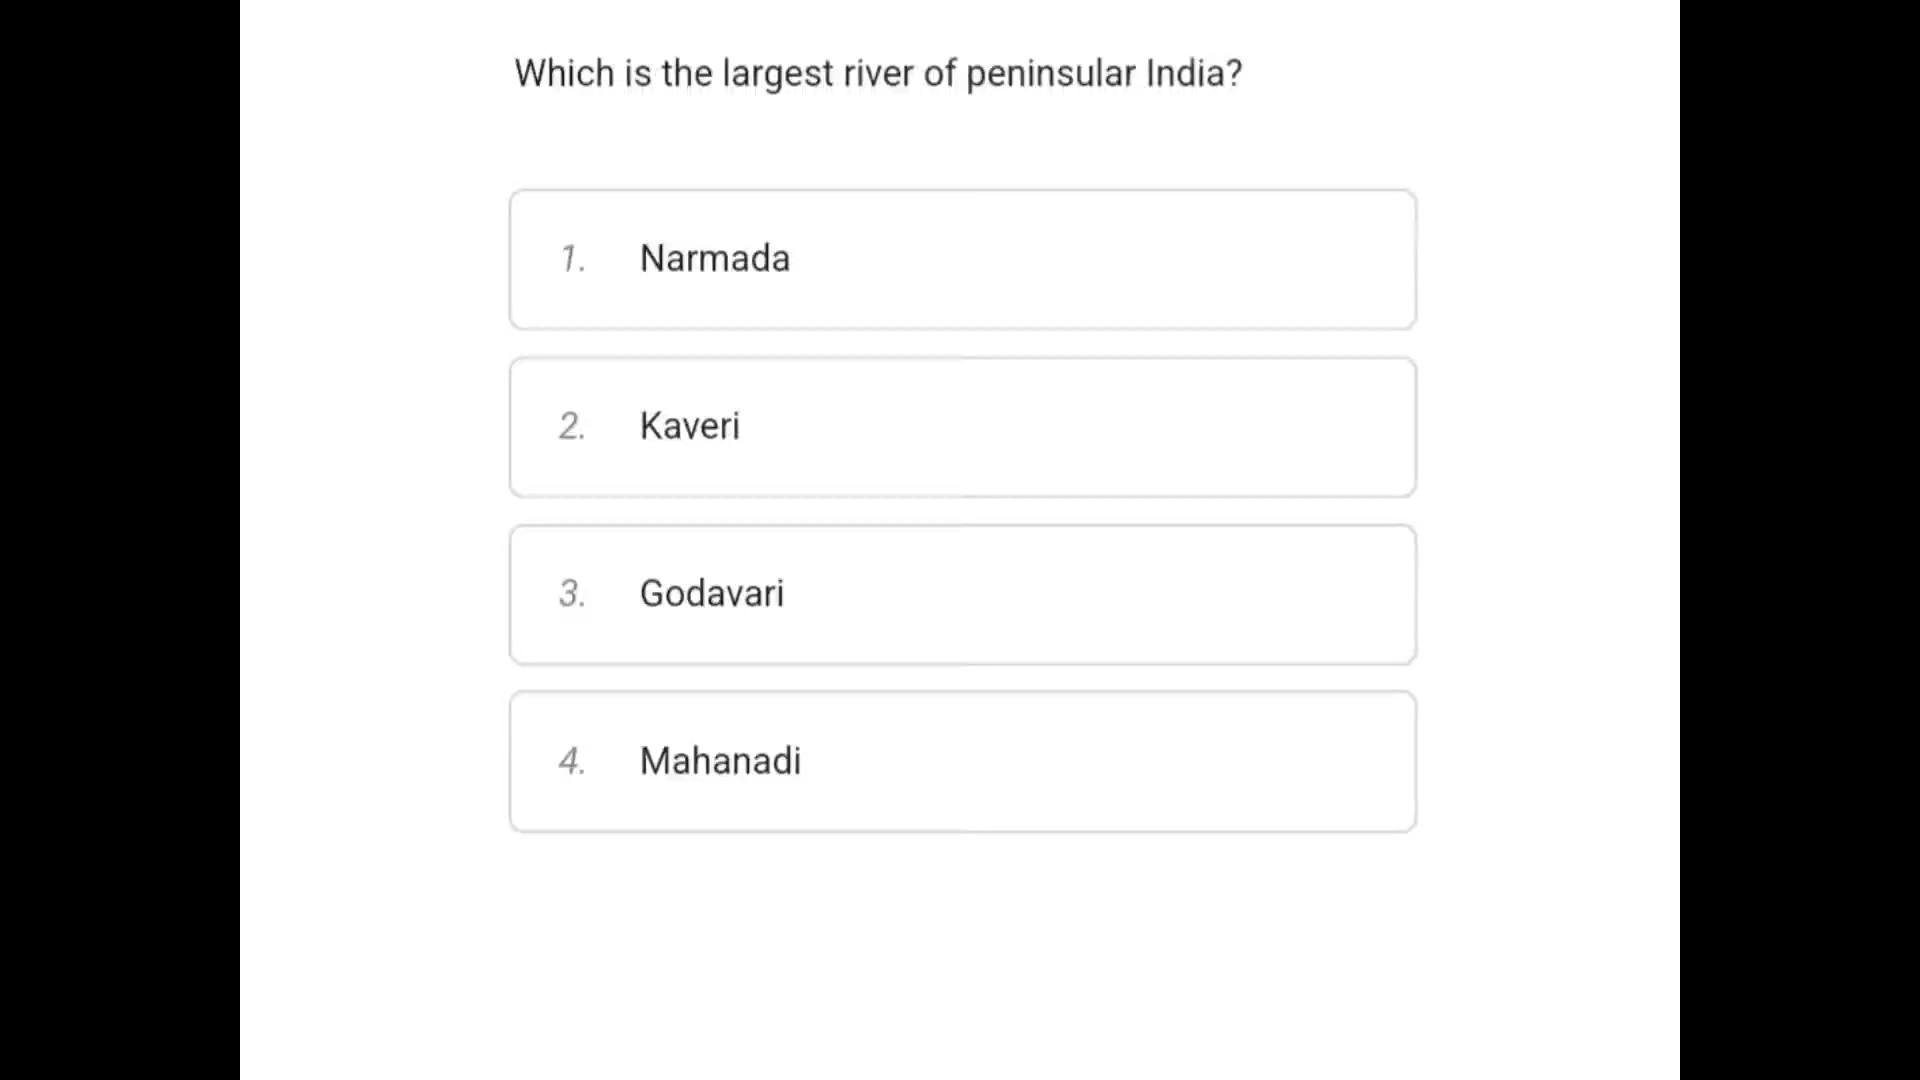 Which is the largest river of peninsular India?
1. Narmada
2. Kaveri
3. Godavari
4. Mahanadi